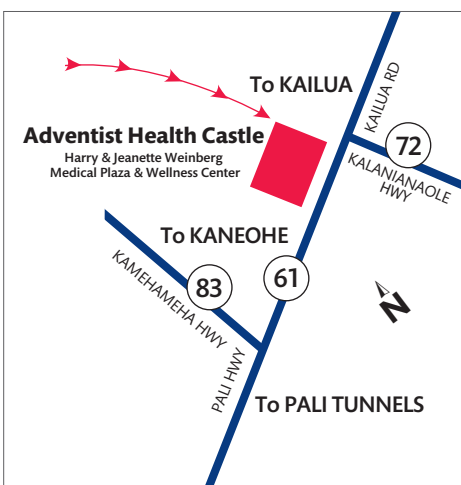 To KAILUA
KAILUA RD
Adventist Health Castle
Harry & Jeanette Weinberg
Medical Plaza & Wellness Center
72
KALANIANAOLE
HWY
To KANEOHE
KAMEHAMEHA HWY
83
61
N
PALI HWY
To PALI TUNNELS